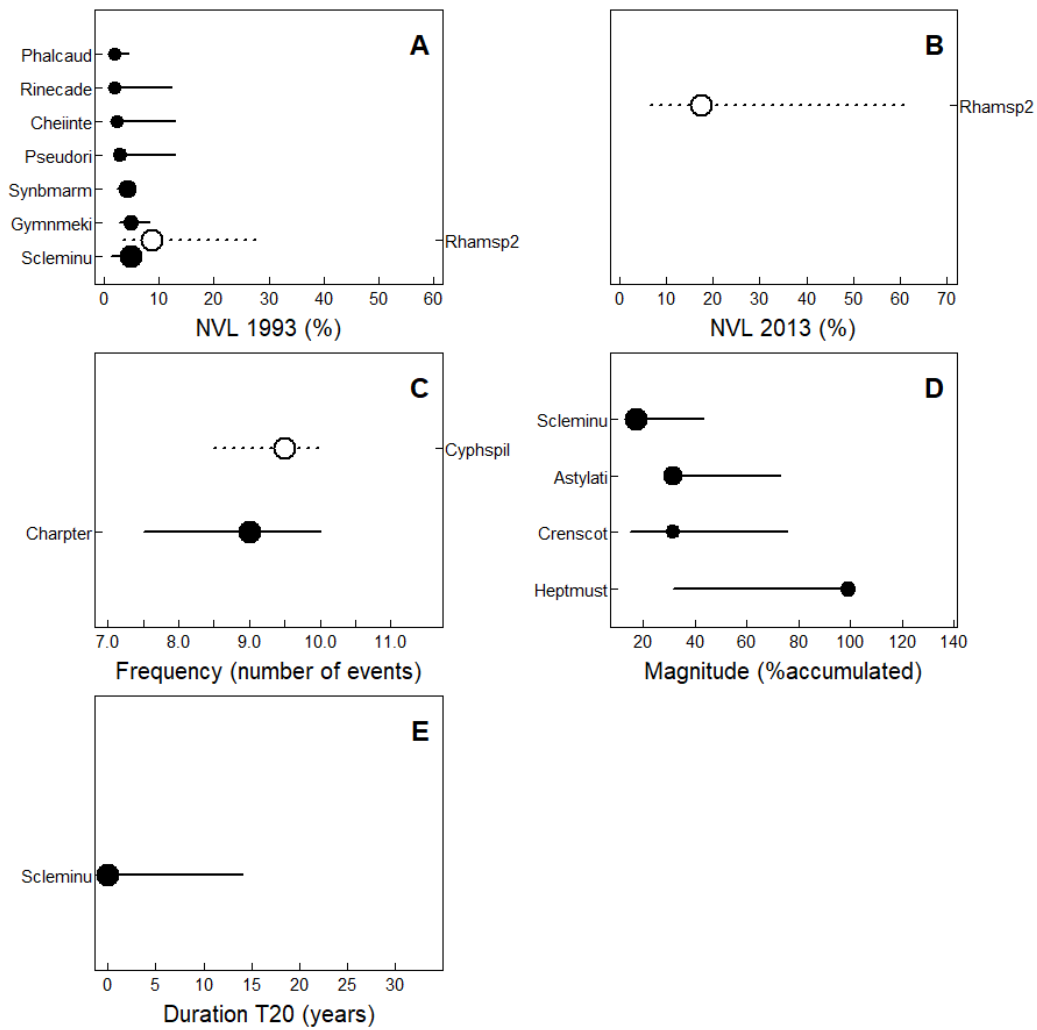 A
Phalcaud
Rinecade
Cheiinte
Pseudori
Synbmarm
Gymnmeki
Scleminu
Rhamsp2
0 10 20 30 40 50 60
NVL 1993 (%)
B
Rhamsp2
0 10 20 30 40 50 60 70
NVL 2013 (%)
C
Cyphspil
Charpter
7.0 8.0 9.0 10.0 11.0
Frequency (number of events)
D
Scleminu
Astylati
Crenscot
Heptmust
20 40 60 80 100 120 140
Magnitude (%accumulated)
E
Scleminu
0 5 10 15 20 25 30
Duration T20 (years)